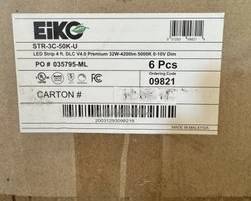 EiKO
STR-3C-50K-U
LED Strip 4 ft. DLC V4.0 Premium 32W-4200lm 5000K 0-10V Dim
PO # 035795-ML
6 Pcs
Ordering Code
09821
CARTON #
MADE IN MALAYSIA